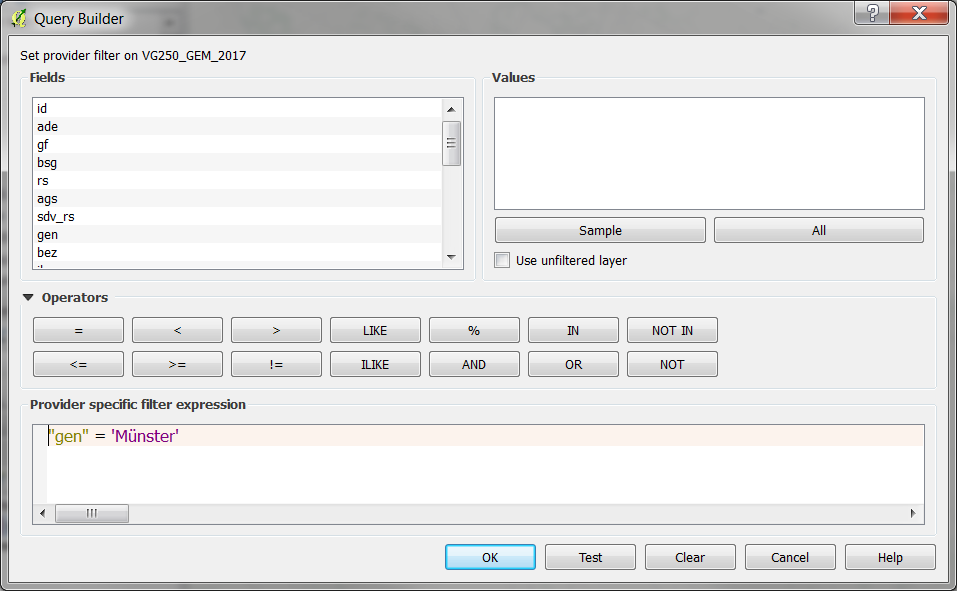 Query Builder
Set provider filter on VG250_GEM_2017
Fields
id
ade
gf
bsg
rs
ags
sdv_rs
gen
bez
Values
Sample
All
Use unfiltered layer
Operators
= < > LIKE % IN NOT IN
<= >= != ILIKE AND OR NOT
Provider specific filter expression
"gen" = 'Münster'
OK Test Clear Cancel Help